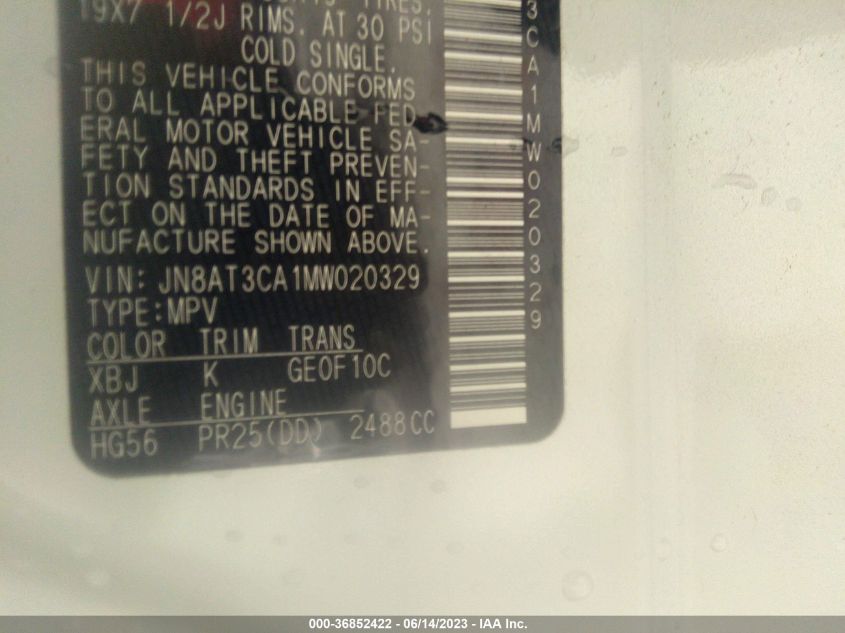 TIRES.
19X7 1/2J RIMS. AT 30 PSI
COLD SINGLE.
THIS VEHICLE CONFORMS
TO ALL APPLICABLE FED
ERAL MOTOR VEHICLE SA-
FETY AND THEFT PREVEN-
TION STANDARDS IN EFF-
ECT ON THE DATE OF MA-
NUFACTURE SHOWN ABOVE.
VIN: JN8AT3CA1MW020329
TYPE:MPV
COLOR TRIM TRANS
XBJ K GE0F10C
AXLE ENGINE
HG56 PR25(DD) 2488CC
3CA1MW020329
000-36852422 - 06/14/2023 - IAA Inc.